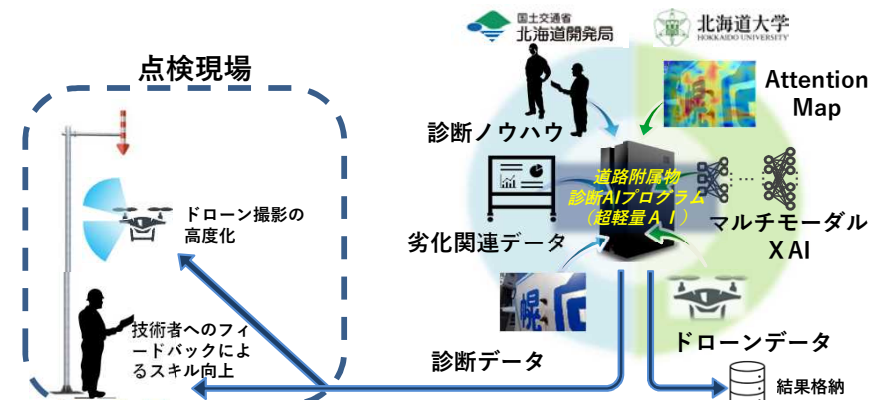 点検現場
ドローン撮影の
高度化
技術者へのフィ
ードバックによ
るスキル向上
国土交通省
北海道開発局
北海道大学
HOKKAIDO UNIVERSITY
診断ノウハウ
Attention
Map
道路附属物
診断AIプログラム
（超軽量ＡＩ）
劣化関連データ
マルチモーダル
XAI
幌
診断データ
ドローンデータ
結果格納